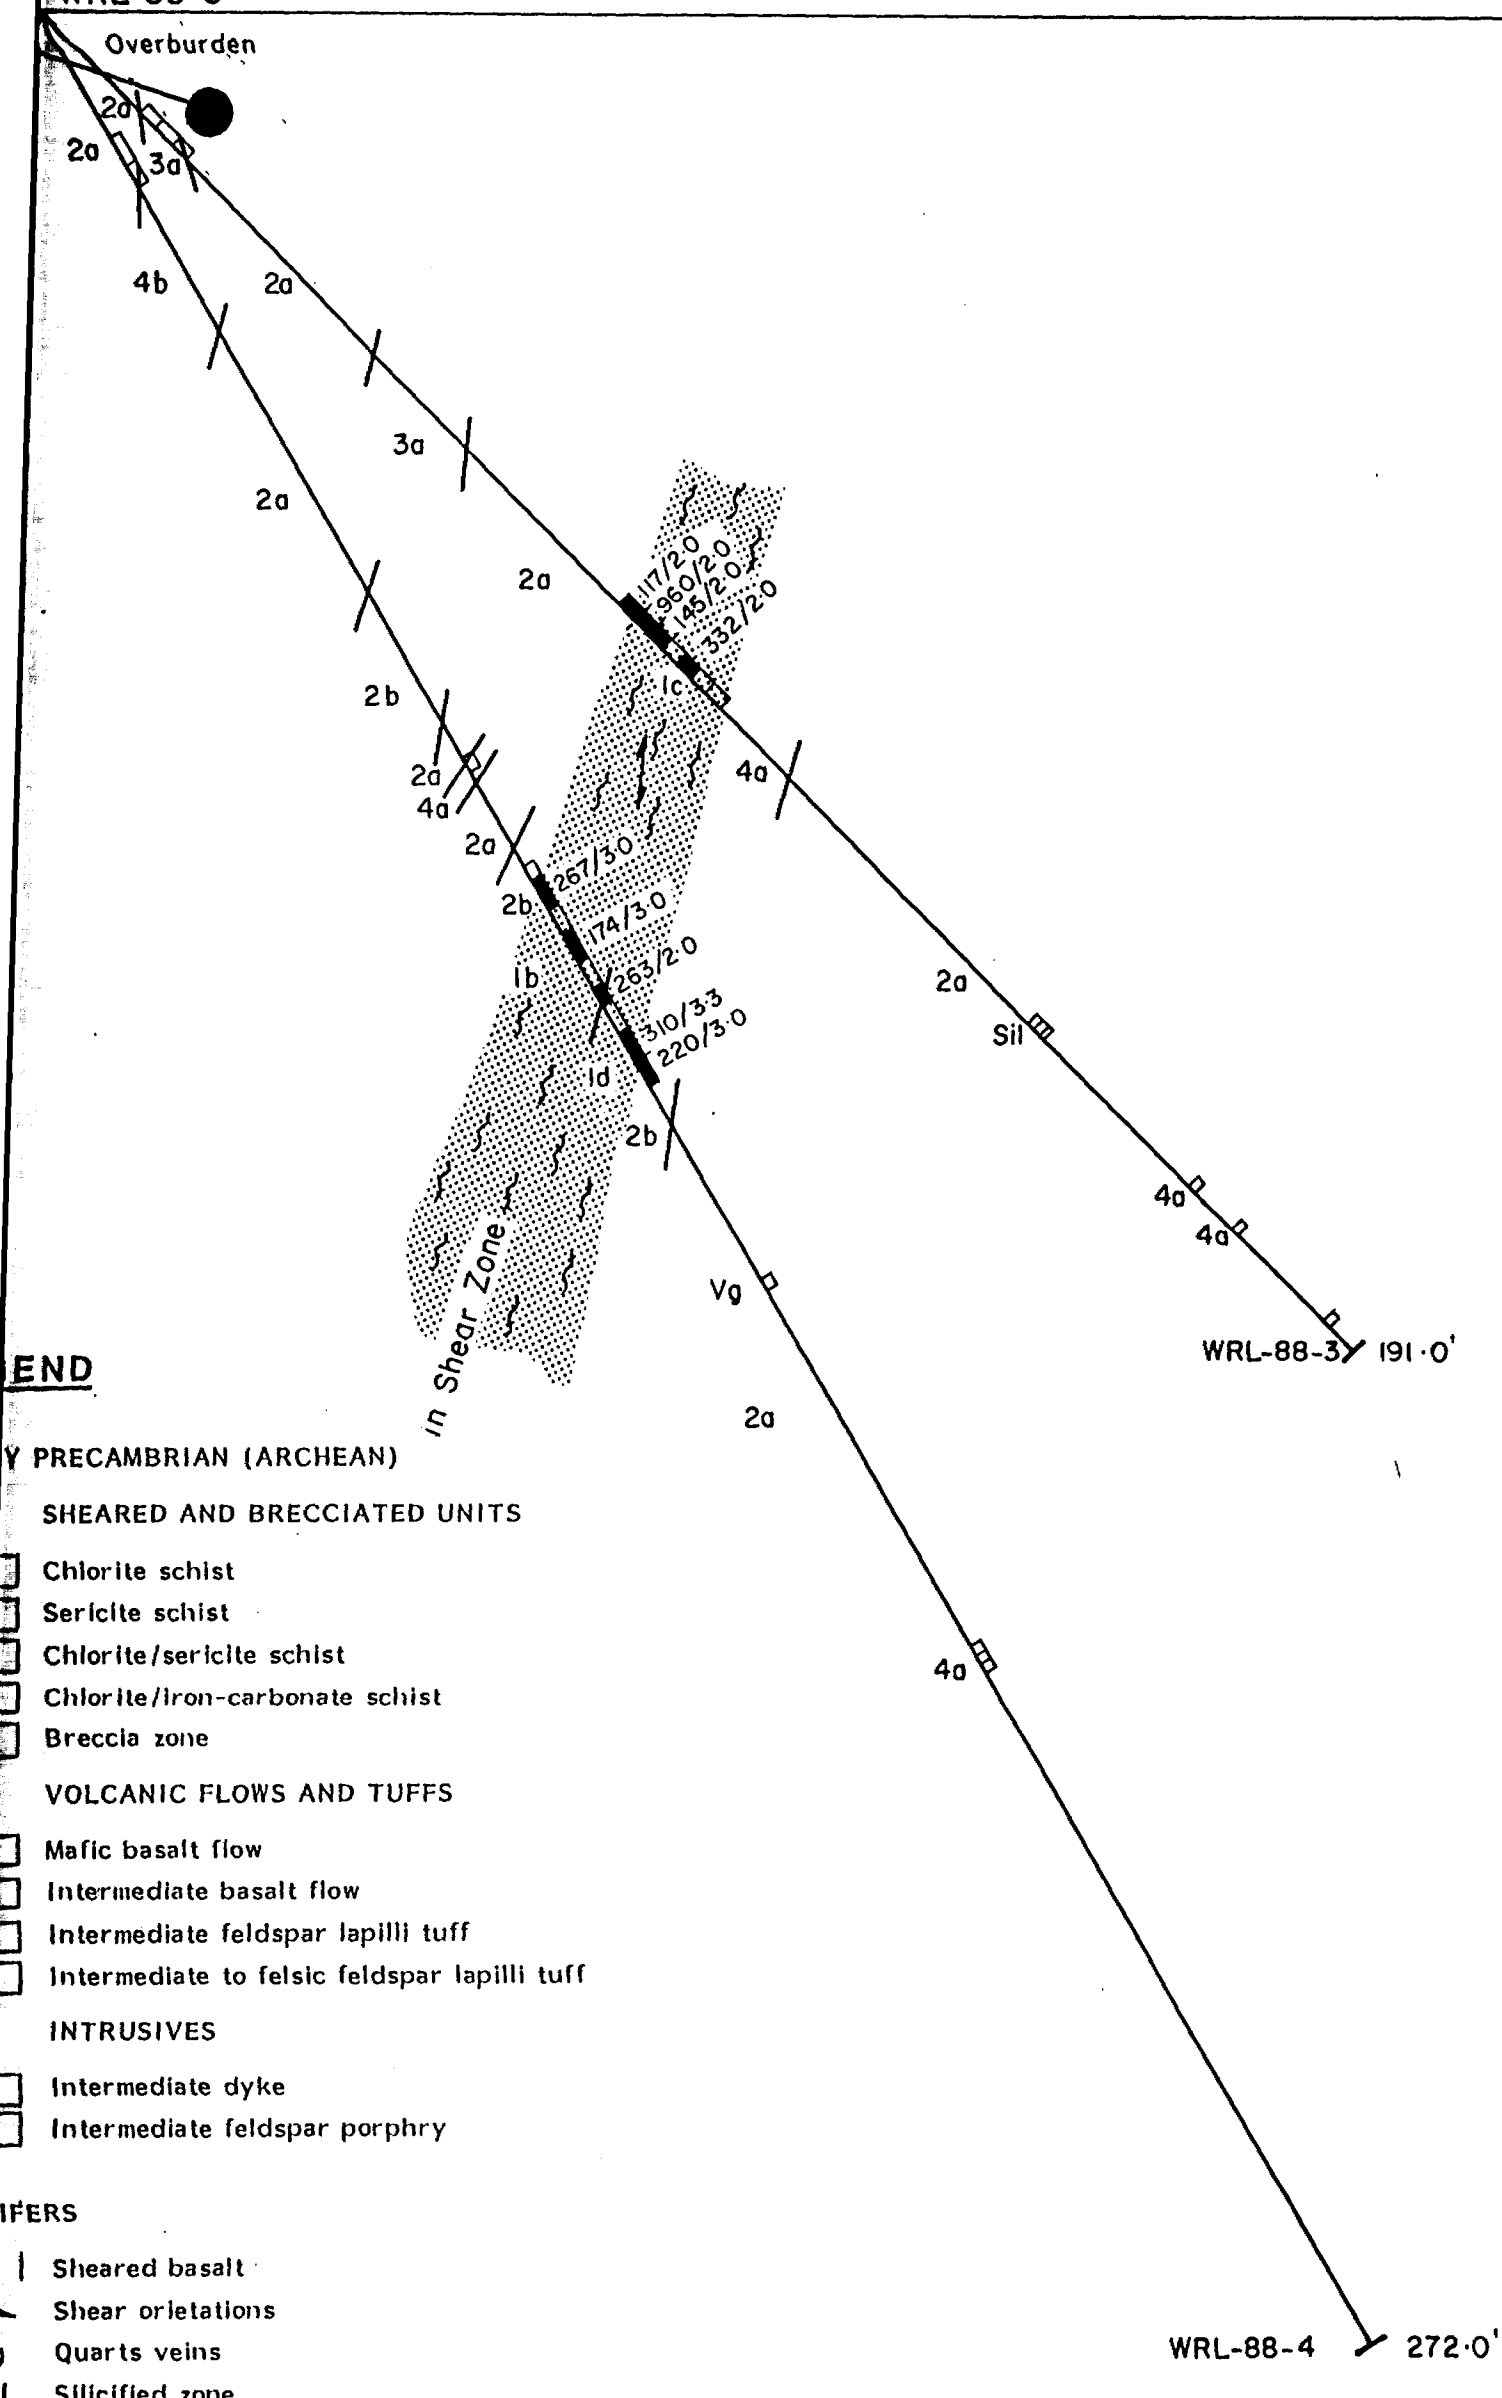 Overburden
2a
2a
3a
4b
2a
3a
2a
2a
117/2.0
960/2.0
145/2.0
332/2.0
1c
2b
2a
4a
4a
2a
267/3.0
2b
174/3.0
263/2.0
1b
310/3.3
220/3.0
1d
2a
Sil
2b
4a
4a
Vg
in Shear Zone
WRL-88-3 191.0'
END
2a
Y PRECAMBRIAN (ARCHEAN)
SHEARED AND BRECCIATED UNITS
Chlorite schist
Sericite schist
Chlorite/sericite schist
4a
Chlorite/iron-carbonate schist
Breccia zone
VOLCANIC FLOWS AND TUFFS
Mafic basalt flow
Intermediate basalt flow
Intermediate feldspar lapilli tuff
Intermediate to felsic feldspar lapilli tuff
INTRUSIVES
Intermediate dyke
Intermediate feldspar porphry
IFERS
Sheared basalt
Shear orietations
Quarts veins
WRL-88-4 272.0'
Silicified zone